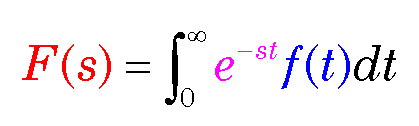 F(s) = ∫₀^∞ e^{-st} f(t)dt